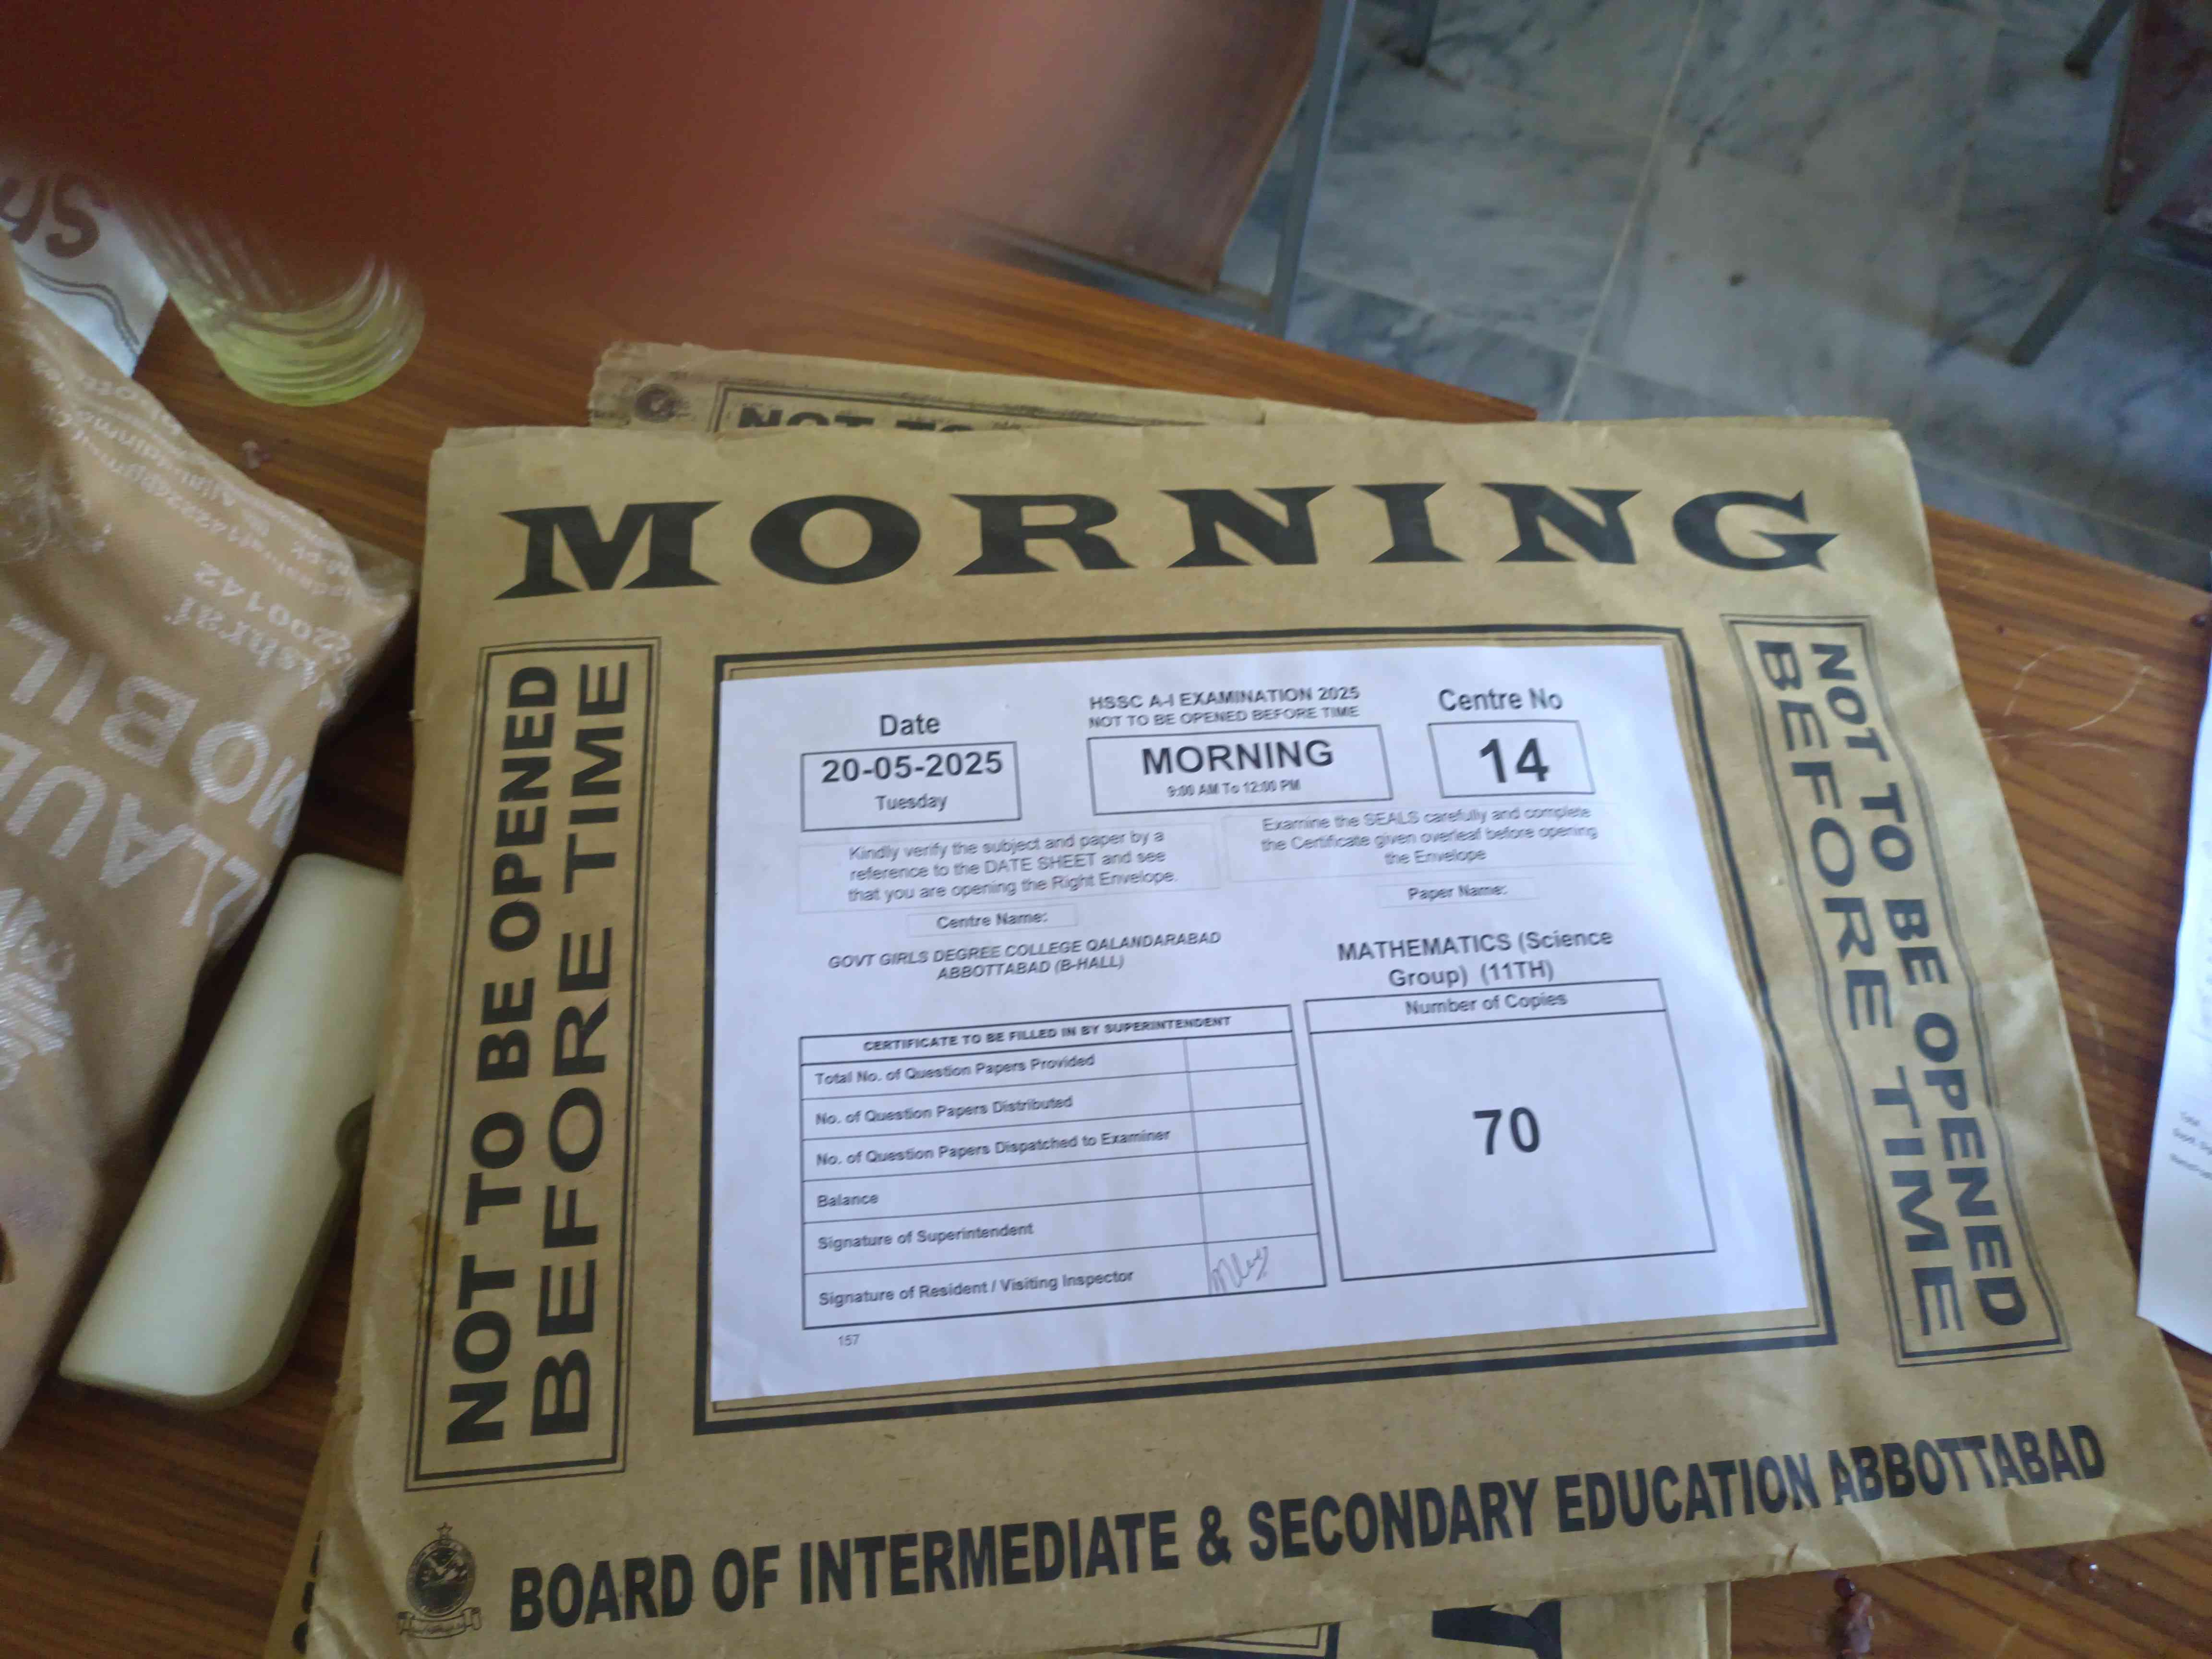 NOT TO
MORNING
NOT TO BE OPENED
BEFORE TIME
HSSC A-I EXAMINATION 2025
NOT TO BE OPENED BEFORE TIME
Date
20-05-2025
Tuesday
MORNING
9:00 AM To 12:00 PM
Centre No
14
Kindly verify the subject and paper by a
reference to the DATE SHEET and see
that you are opening the Right Envelope.
Examine the SEALS carefully and complete
the Certificate given overleaf before opening
the Envelope
Centre Name:
GOVT GIRLS DEGREE COLLEGE QALANDARABAD
ABBOTTABAD (B-HALL)
Paper Name:
MATHEMATICS (Science
Group) (11TH)
CERTIFICATE TO BE FILLED IN BY SUPERINTENDENT
Total No. of Question Papers Provided
No. of Question Papers Distributed
No. of Question Papers Dispatched to Examiner
Balance
Signature of Superintendent
Signature of Resident / Visiting Inspector
Number of Copies
70
157
NOT TO BE OPENED
BEFORE TIME
BOARD OF INTERMEDIATE & SECONDARY EDUCATION ABBOTTABAD
MOBIL
200142
Total